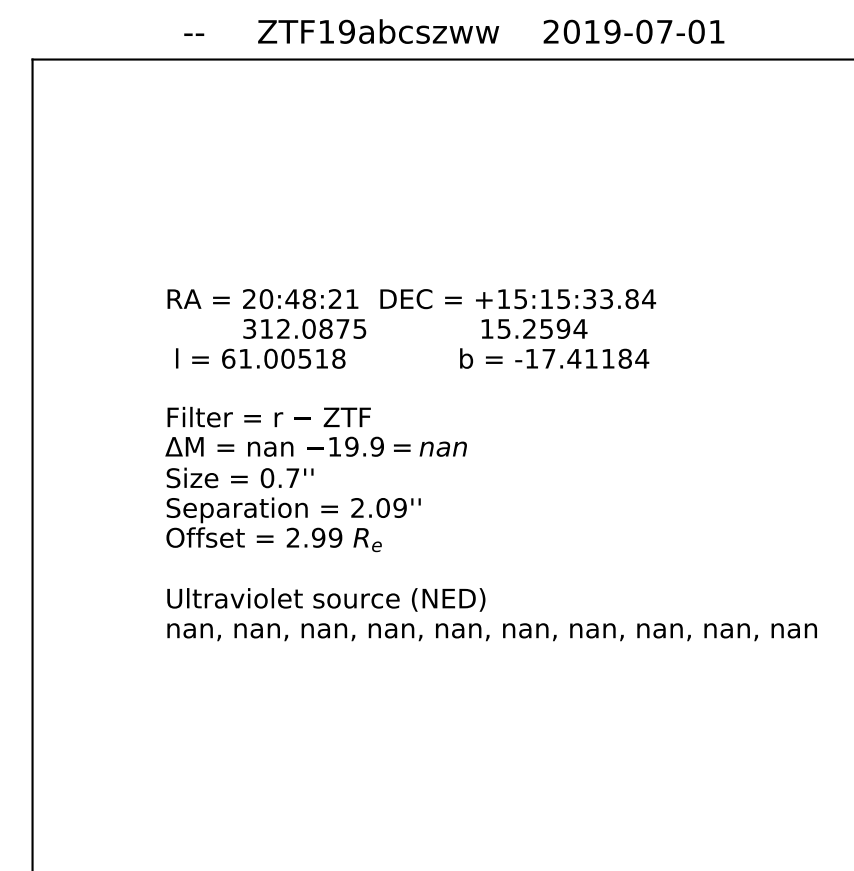 -- ZTF19abcszww 2019-07-01
RA = 20:48:21 DEC = +15:15:33.84
312.0875 15.2594
l = 61.00518 b = -17.41184
Filter = r − ZTF
ΔM = nan −19.9 = nan
Size = 0.7''
Separation = 2.09''
Offset = 2.99 Re
Ultraviolet source (NED)
nan, nan, nan, nan, nan, nan, nan, nan, nan, nan